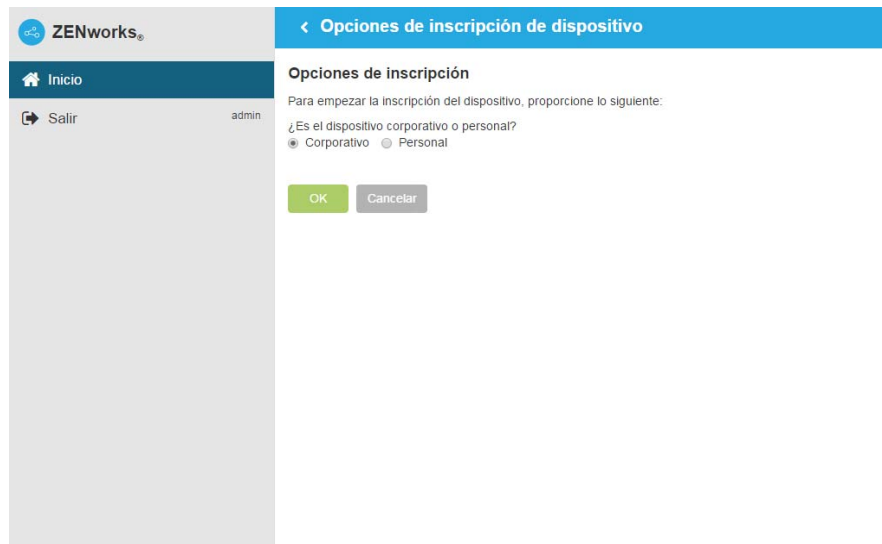 ZENworks®
Opciones de inscripción de dispositivo
Inicio
Salir
admin
Opciones de inscripción
Para empezar la inscripción del dispositivo, proporcione lo siguiente:
¿Es el dispositivo corporativo o personal?
Corporativo Personal
OK Cancelar